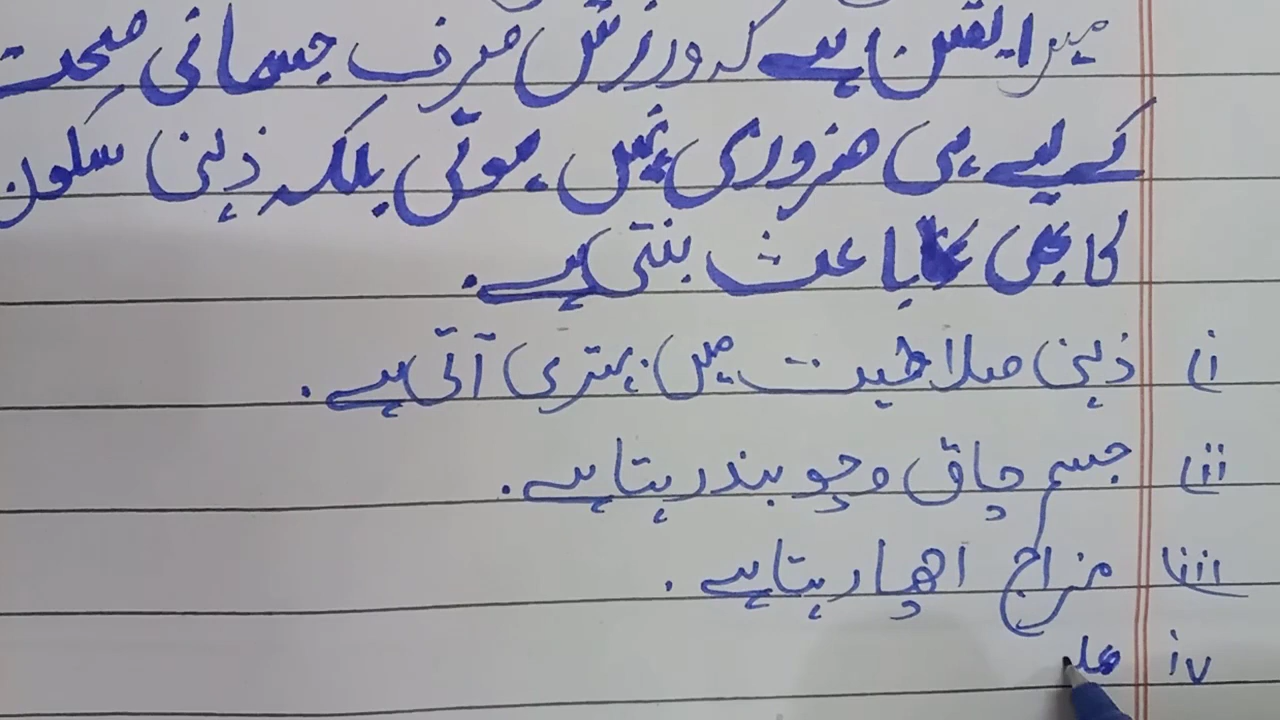 میرا یقین ہے کہ ورزش صرف جسمانی صحت
کے لیے ہی ضروری نہیں ہوتی بلکہ ذہنی سکون
کا بھی باعث بنتی ہے۔
i) ذہنی صلاحیت میں بہتری آتی ہے۔
ii) جسم چاق و چوبند رہتا ہے۔
iii) مزاج اچھا رہتا ہے۔
iv